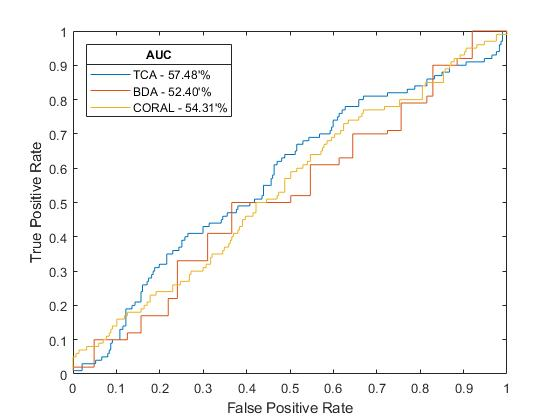 AUC
TCA - 57.48'%
BDA - 52.40'%
CORAL - 54.31'%
True Positive Rate
1
0.9
0.8
0.7
0.6
0.5
0.4
0.3
0.2
0.1
0
0 0.1 0.2 0.3 0.4 0.5 0.6 0.7 0.8 0.9 1
False Positive Rate